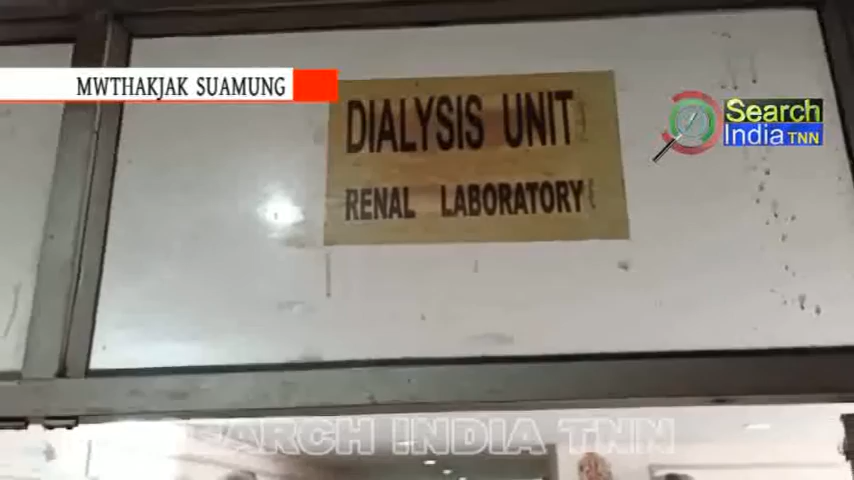 MWTHAKJAK SUAMUNG
DIALYSIS UNIT
RENAL LABORATORY
Search
India TNN
SEARCH INDIA TNN